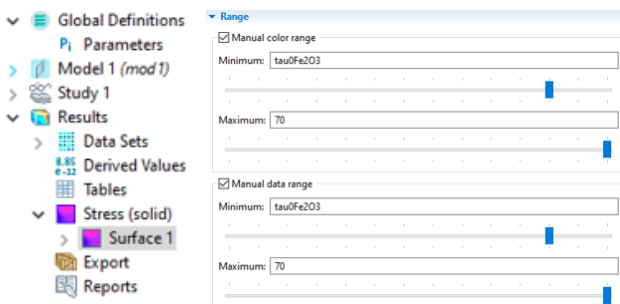 Global Definitions
Pi Parameters
Model 1 (mod1)
Study 1
Results
Data Sets
8.85
e-12
Derived Values
Tables
Stress (solid)
Surface 1
Export
Reports
Range
Manual color range
Minimum: tau0Fe2O3
Maximum: 70
Manual data range
Minimum: tau0Fe2O3
Maximum: 70